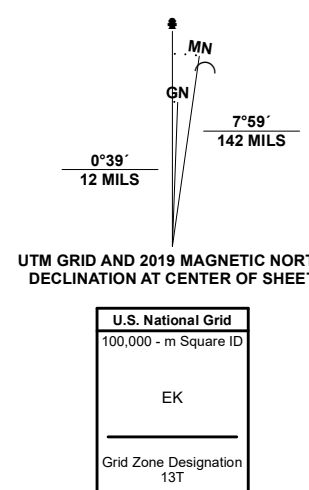 MN
GN
7°59´
142 MILS
0°39´
12 MILS
UTM GRID AND 2019 MAGNETIC NORT
DECLINATION AT CENTER OF SHEET
U.S. National Grid
100,000 - m Square ID
EK
Grid Zone Designation
13T